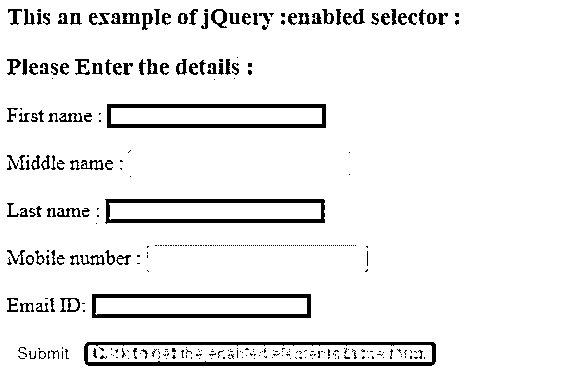 This an example of jQuery :enabled selector :
Please Enter the details :
First name :
Middle name :
Last name :
Mobile number :
Email ID:
Submit Click to get the enabled elements in the form